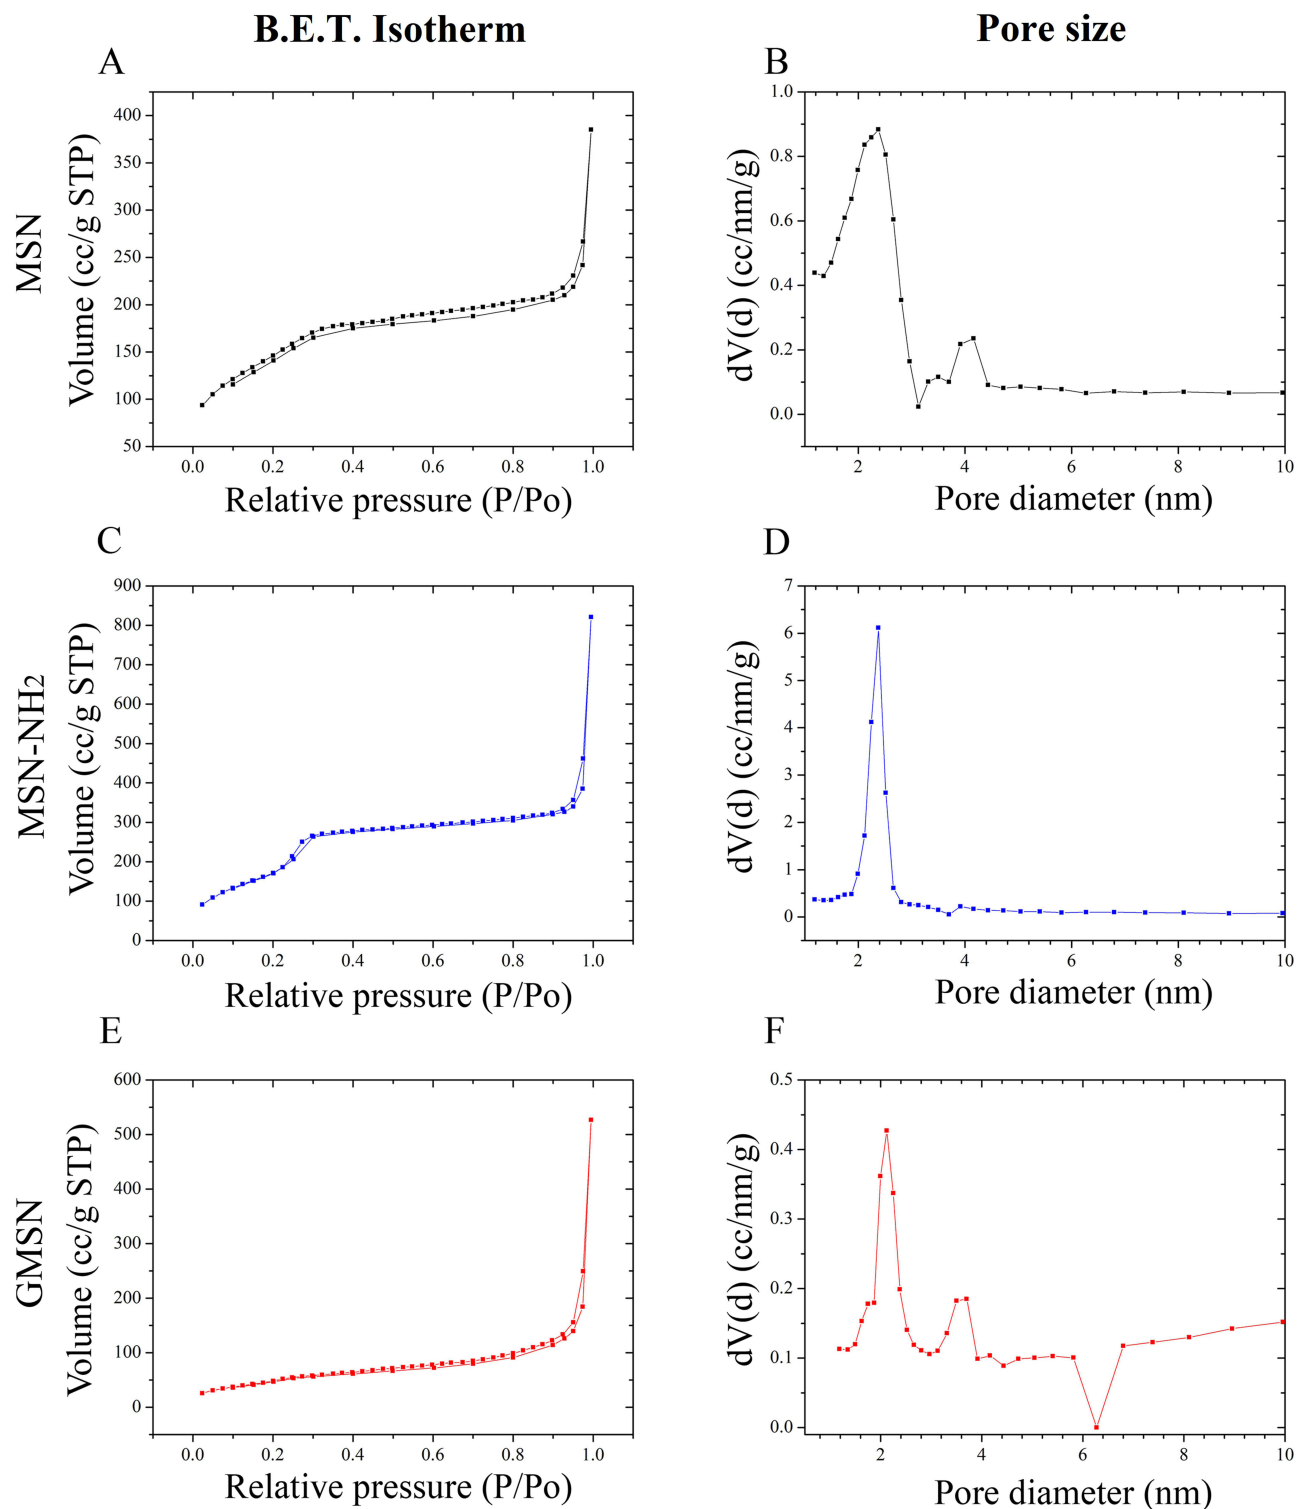 B.E.T. Isotherm
Pore size
A
MSN
Volume (cc/g STP)
400
350
300
250
200
150
100
50
0.0 0.2 0.4 0.6 0.8 1.0
Relative pressure (P/Po)
B
dV(d) (cc/nm/g)
1.0
0.8
0.6
0.4
0.2
0.0
2 4 6 8 10
Pore diameter (nm)
C
MSN-NH2
Volume (cc/g STP)
900
800
700
600
500
400
300
200
100
0
0.0 0.2 0.4 0.6 0.8 1.0
Relative pressure (P/Po)
D
dV(d) (cc/nm/g)
7
6
5
4
3
2
1
0
2 4 6 8 10
Pore diameter (nm)
E
GMSN
Volume (cc/g STP)
600
500
400
300
200
100
0
0.0 0.2 0.4 0.6 0.8 1.0
Relative pressure (P/Po)
F
dV(d) (cc/nm/g)
0.5
0.4
0.3
0.2
0.1
0.0
2 4 6 8 10
Pore diameter (nm)